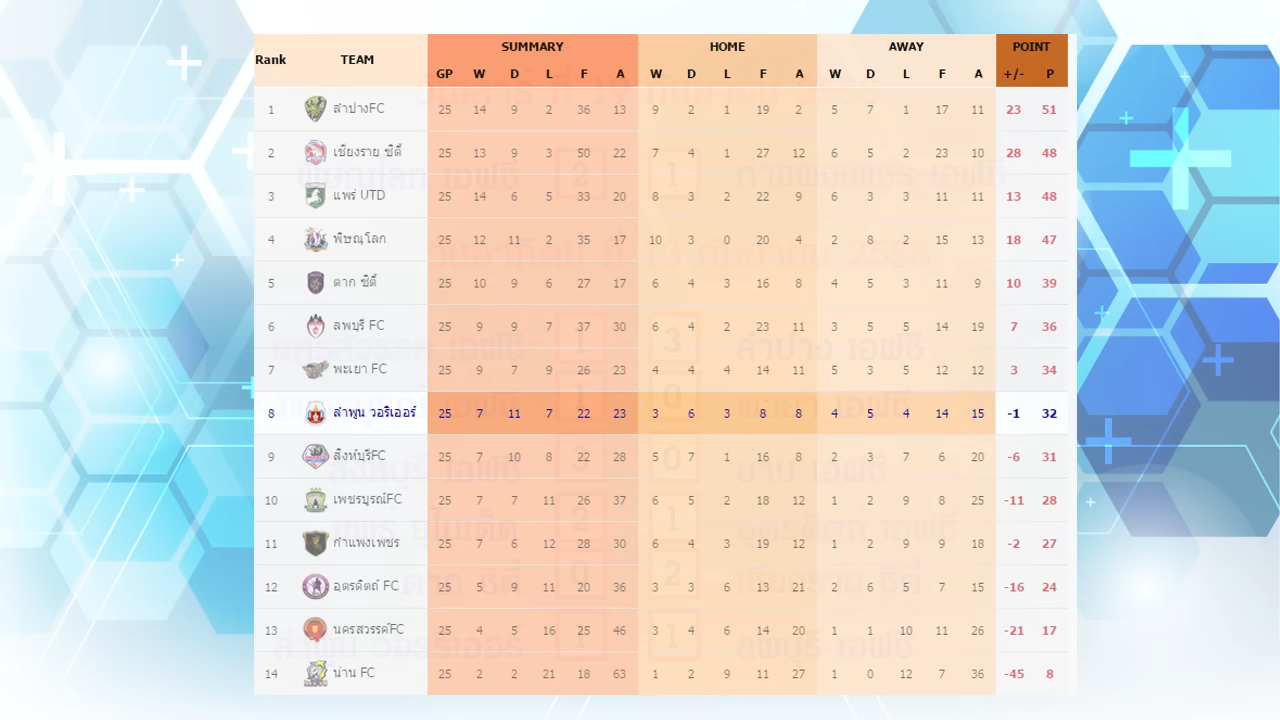 SUMMARY HOME AWAY POINT
Rank TEAM GP W D L F A W D L F A W D L F A +/- P
1 ลำปางFC 25 14 9 2 36 13 9 2 1 19 2 5 7 1 17 11 23 51
2 เชียงราย ซิตี้ 25 13 9 3 50 22 7 4 1 27 12 6 5 2 23 10 28 48
3 แพร่ UTD 25 14 6 5 33 20 8 3 2 22 9 6 3 3 11 11 13 48
4 พิษณุโลก 25 12 11 2 35 17 10 3 0 20 4 2 8 2 15 13 18 47
5 ตาก ซิตี้ 25 10 9 6 27 17 6 4 3 16 8 4 5 3 11 9 10 39
6 ลพบุรี FC 25 9 9 7 37 30 6 4 2 23 11 3 5 5 14 19 7 36
7 พะเยา FC 25 9 7 9 26 23 4 4 4 14 11 5 3 5 12 12 3 34
8 ลำพูน วอริเออร์ 25 7 11 7 22 23 3 6 3 8 8 4 5 4 14 15 -1 32
9 สิงห์บุรีFC 25 7 10 8 22 28 5 7 1 16 8 2 3 7 6 20 -6 31
10 เพชรบูรณ์FC 25 7 7 11 26 37 6 5 2 18 12 1 2 9 8 25 -11 28
11 กำแพงเพชร 25 7 6 12 28 30 6 4 3 19 12 1 2 9 9 18 -2 27
12 อุตรดิตถ์ FC 25 5 9 11 20 36 3 3 6 13 21 2 6 5 7 15 -16 24
13 นครสวรรค์FC 25 4 5 16 25 46 3 4 6 14 20 1 1 10 11 26 -21 17
14 น่าน FC 25 2 2 21 18 63 1 2 9 11 27 1 0 12 7 36 -45 8